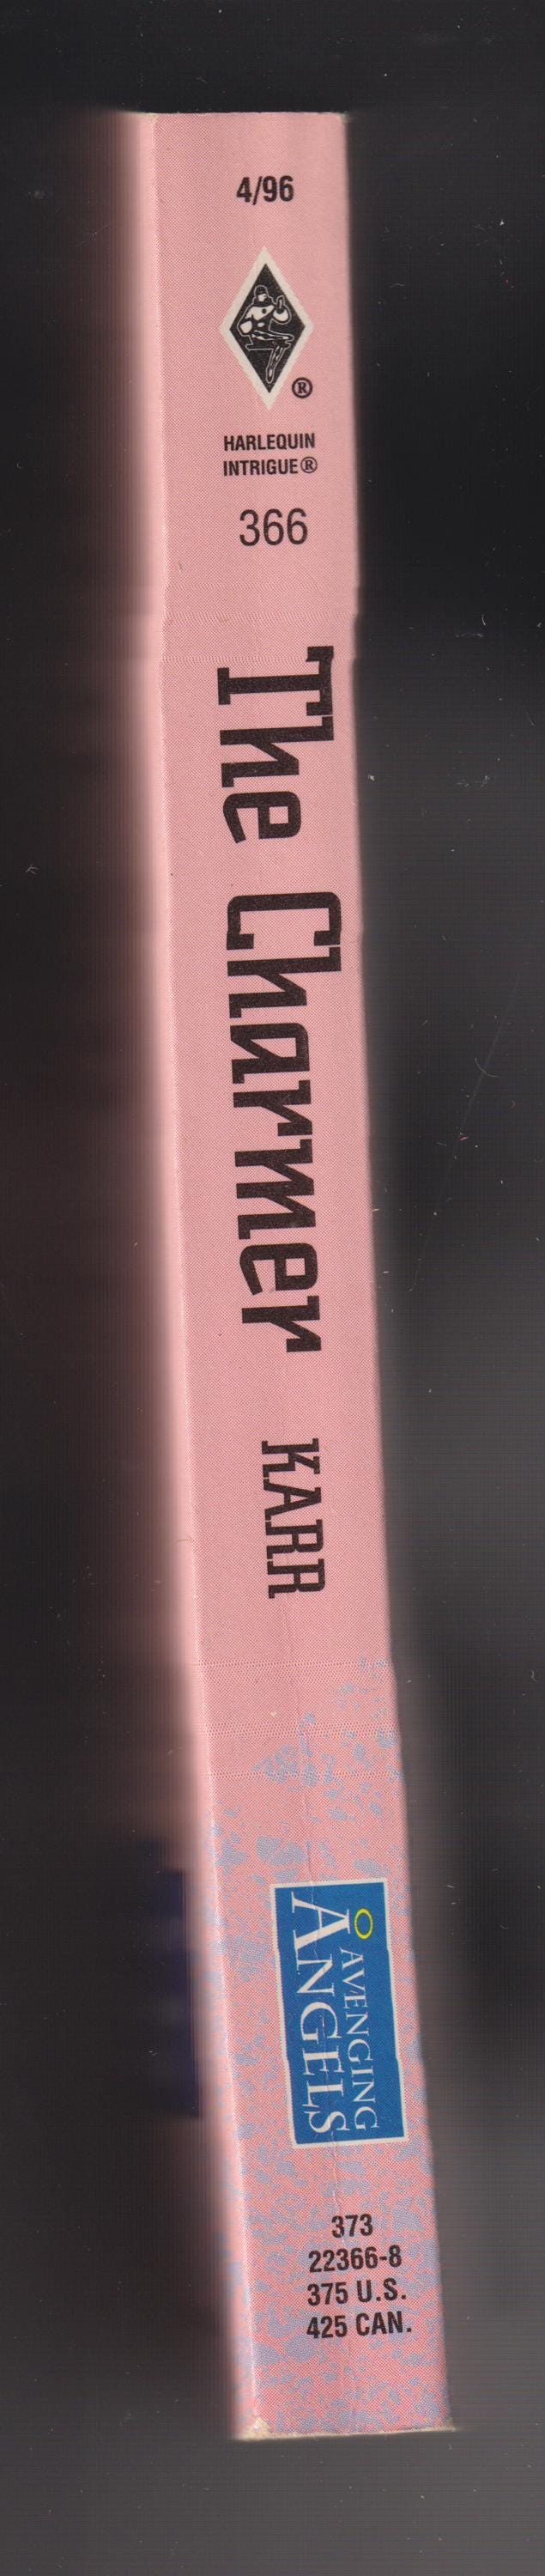 4/96
®
HARLEQUIN
INTRIGUE®
366
The Charmer
KARR
AVENGING
ANGELS
373
22366-8
375 U.S.
425 CAN.